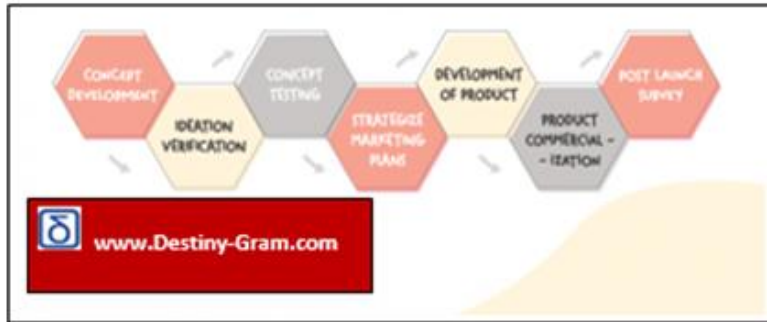 CONCEPT
DEVELOPMENT
IDEATION
VERIFICATION
CONCEPT
TESTING
STRATEGIZE
MARKETING
PLANS
DEVELOPMENT
OF PRODUCT
PRODUCT
COMMERCIAL -
- IZATION
POST LAUNCH
SURVEY
δ
www.Destiny-Gram.com